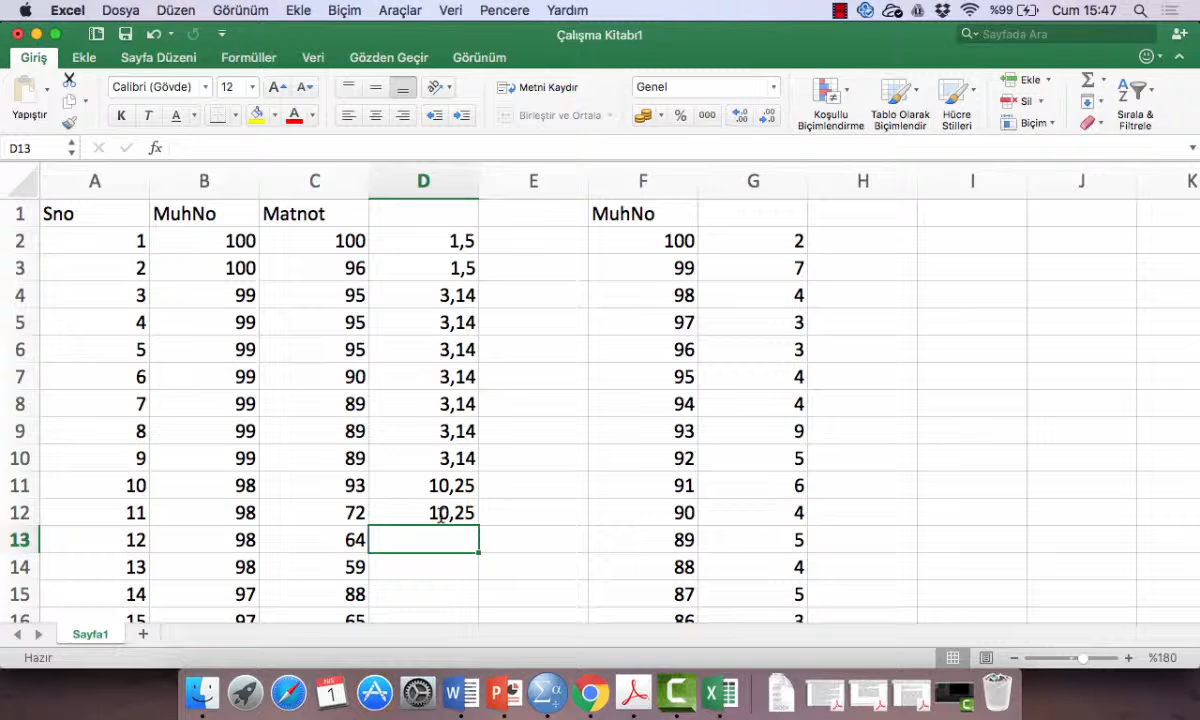 Excel Dosya Düzen Görünüm Ekle Biçim Araçlar Veri Pencere Yardım %99 Cum 15:47
Çalışma Kitabı1
Sayfada Ara
Giriş Ekle Sayfa Düzeni Formüller Veri Gözden Geçir Görünüm
Yapıştır
Calibri (Gövde) 12 A A
K T A A
Metni Kaydır
Birleştir ve Ortala
Genel
% 000
Koşullu Biçimlendirme
Tablo Olarak Biçimlendir
Hücre Stilleri
Ekle
Sil
Biçim
Sırala & Filtrele
D13 fx
A B C D E F G H I J K
1 Sno MuhNo Matnot MuhNo
2 1 100 100 1,5 100 2
3 2 100 96 1,5 99 7
4 3 99 95 3,14 98 4
5 4 99 95 3,14 97 3
6 5 99 95 3,14 96 3
7 6 99 90 3,14 95 4
8 7 99 89 3,14 94 4
9 8 99 89 3,14 93 9
10 9 99 89 3,14 92 5
11 10 98 93 10,25 91 6
12 11 98 72 10,25 90 4
13 12 98 64 89 5
14 13 98 59 88 4
15 14 97 88 87 5
16 15 97 65 86 3
Sayfa1
Hazır %180